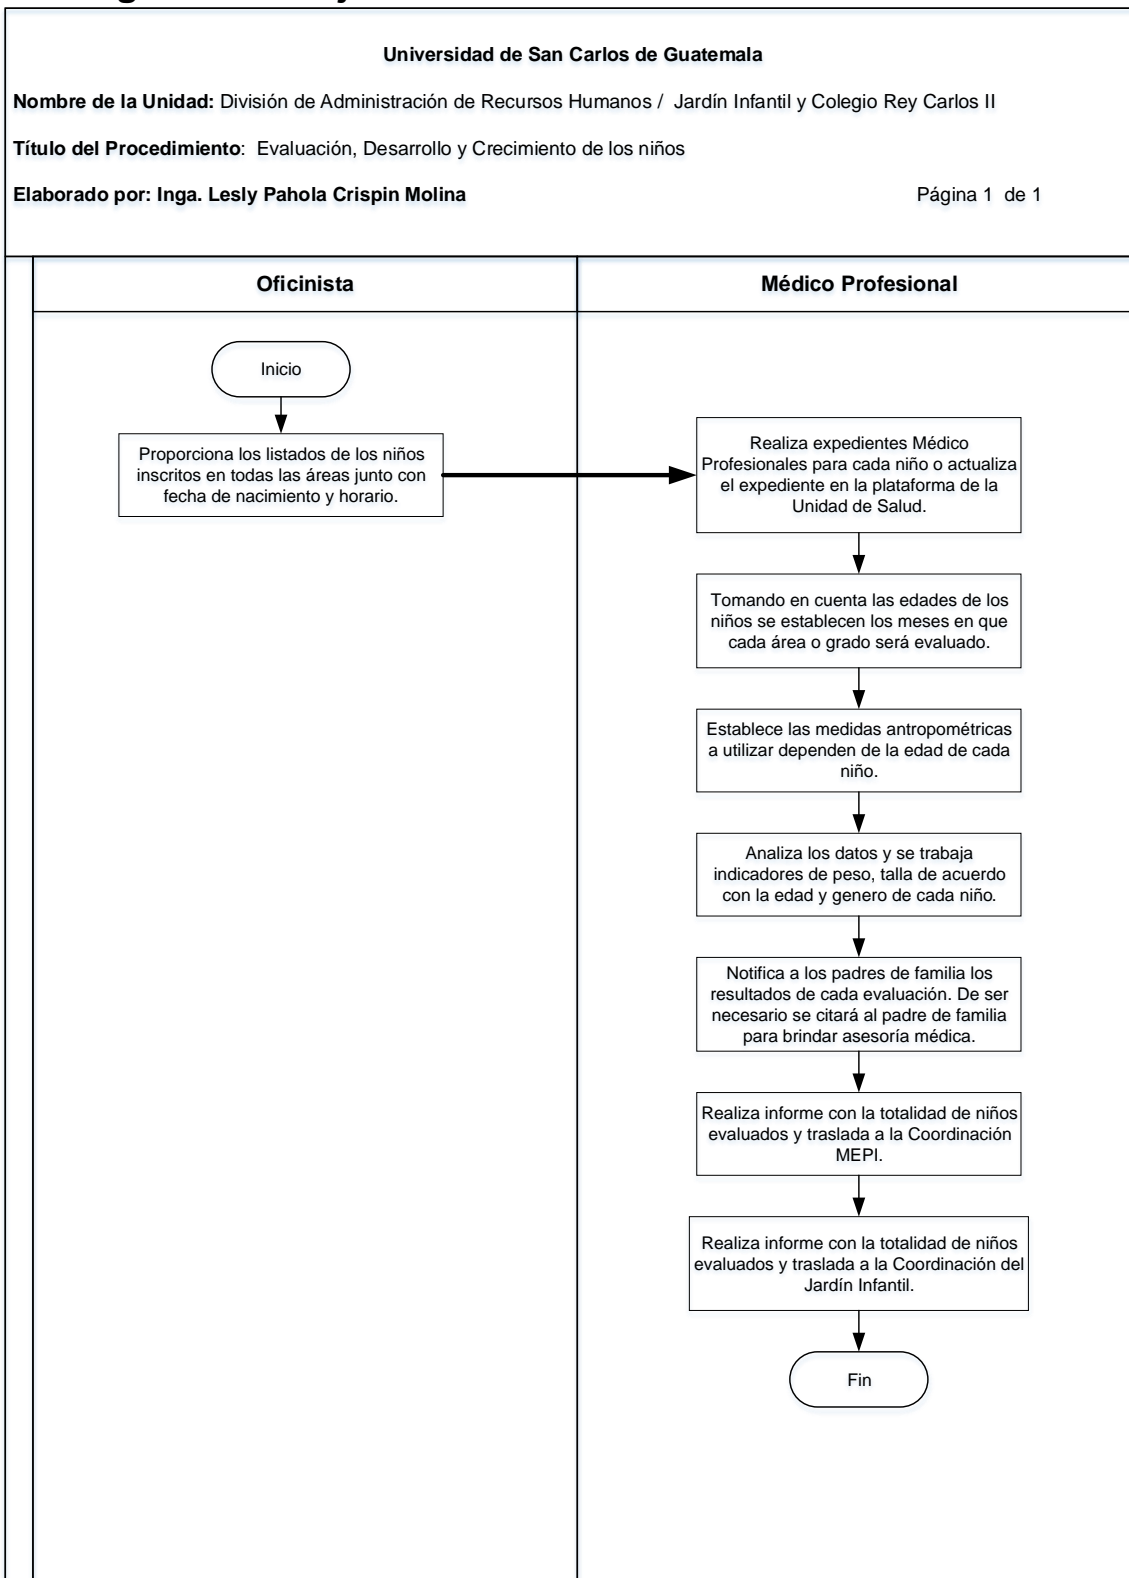 Universidad de San Carlos de Guatemala
Nombre de la Unidad: División de Administración de Recursos Humanos / Jardín Infantil y Colegio Rey Carlos II
Título del Procedimiento: Evaluación, Desarrollo y Crecimiento de los niños
Elaborado por: Inga. Lesly Pahola Crispin Molina
Página 1 de 1
Oficinista
Médico Profesional
Inicio
Proporciona los listados de los niños
inscritos en todas las áreas junto con
fecha de nacimiento y horario.
Realiza expedientes Médico
Profesionales para cada niño o actualiza
el expediente en la plataforma de la
Unidad de Salud.
Tomando en cuenta las edades de los
niños se establecen los meses en que
cada área o grado será evaluado.
Establece las medidas antropométricas
a utilizar dependen de la edad de cada
niño.
Analiza los datos y se trabaja
indicadores de peso, talla de acuerdo
con la edad y genero de cada niño.
Notifica a los padres de familia los
resultados de cada evaluación. De ser
necesario se citará al padre de familia
para brindar asesoría médica.
Realiza informe con la totalidad de niños
evaluados y traslada a la Coordinación
MEPI.
Realiza informe con la totalidad de niños
evaluados y traslada a la Coordinación del
Jardín Infantil.
Fin